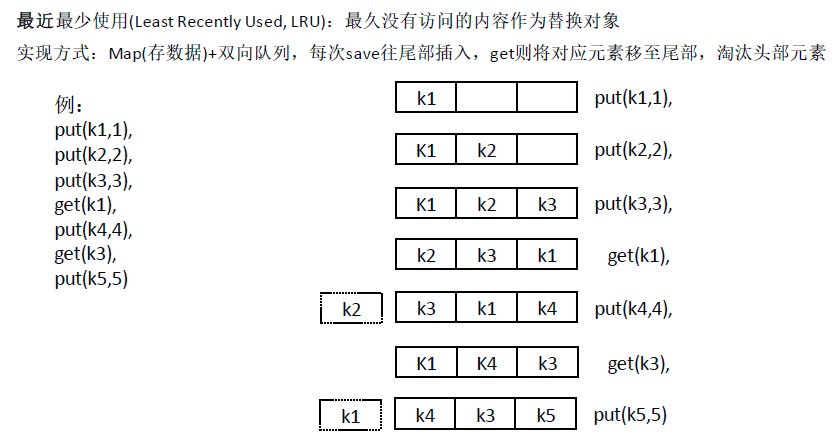 最近最少使用(Least Recently Used, LRU)：最久没有访问的内容作为替换对象
实现方式：Map(存数据)+双向队列，每次save往尾部插入，get则将对应元素移至尾部，淘汰头部元素
例：
put(k1,1),
put(k2,2),
put(k3,3),
get(k1),
put(k4,4),
get(k3),
put(k5,5)
k1 put(k1,1),
K1 k2 put(k2,2),
K1 k2 k3 put(k3,3),
k2 k3 k1 get(k1),
k2 k3 k1 k4 put(k4,4),
K1 K4 k3 get(k3),
k1 k4 k3 k5 put(k5,5)